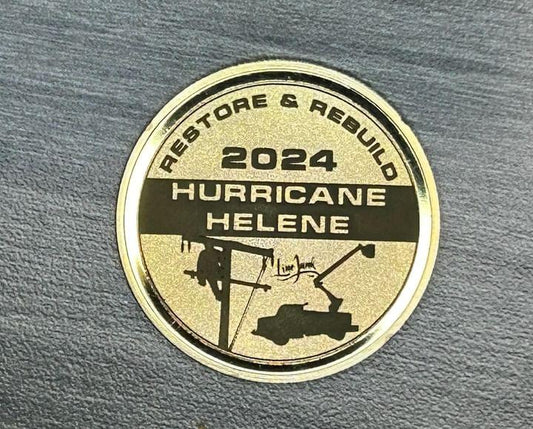 RESTORE & REBUILD
2024
HURRICANE
HELENE